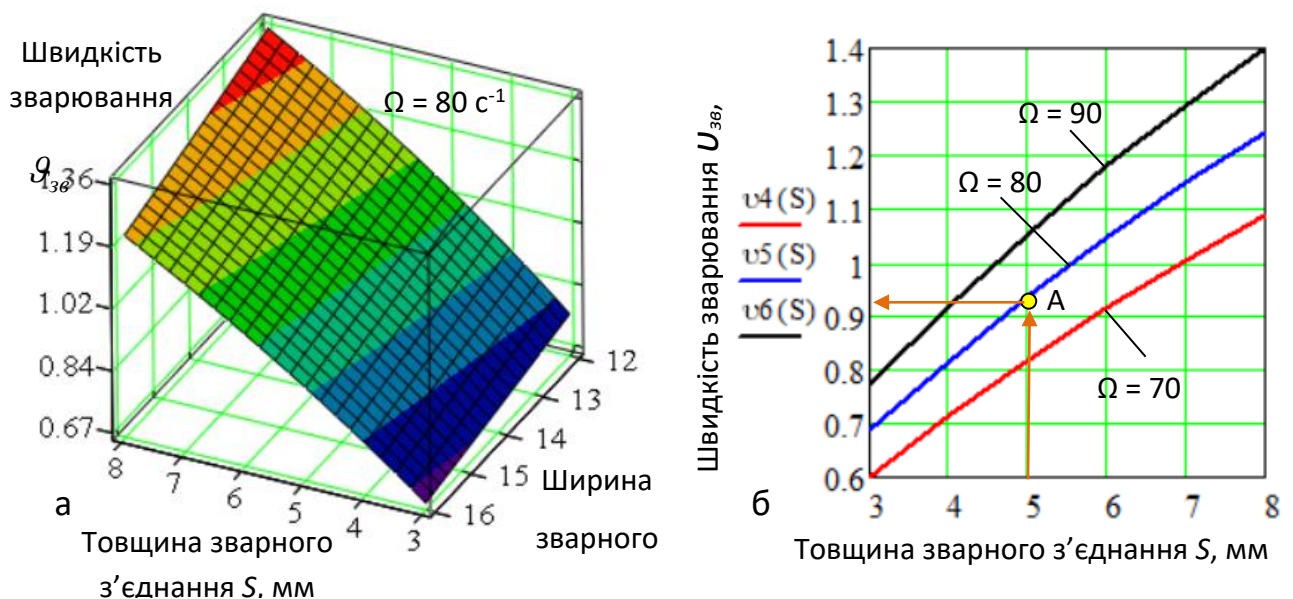 Швидкість
зварювання
Ω = 80 с-1
𝜗зв
1.36
1.19
1.02
0.84
0.67
8
7
6
5
4
3
12
13
14
15
16
Ширина
зварного
а
Товщина зварного
з’єднання S, мм
Швидкість зварювання υзв,
υ4(S)
υ5(S)
υ6(S)
1.4
1.3
1.2
1.1
1
0.9
0.8
0.7
0.6
Ω = 90
Ω = 80
A
Ω = 70
3 4 5 6 7 8
б
Товщина зварного з’єднання S, мм